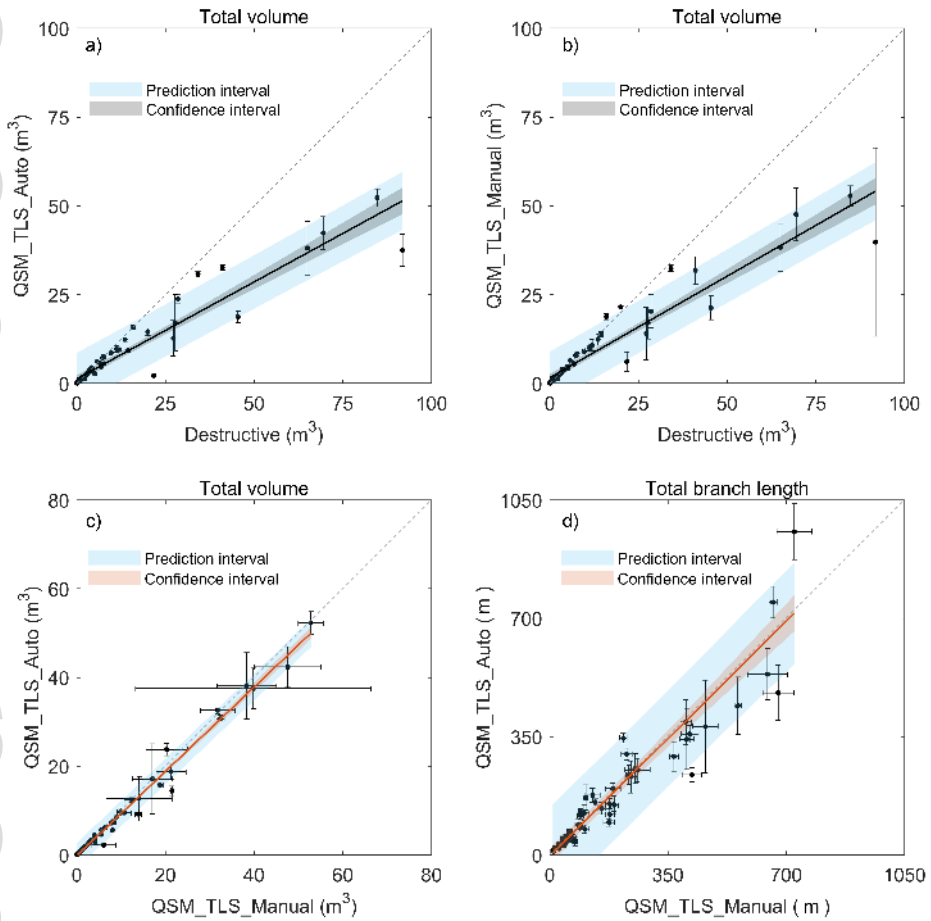 Total volume
a)
Prediction interval
Confidence interval
100
75
50
25
0
0 25 50 75 100
QSM_TLS_Auto (m³)
Destructive (m³)
Total volume
b)
Prediction interval
Confidence interval
100
75
50
25
0
0 25 50 75 100
QSM_TLS_Manual (m³)
Destructive (m³)
Total volume
c)
Prediction interval
Confidence interval
80
60
40
20
0
0 20 40 60 80
QSM_TLS_Auto (m³)
QSM_TLS_Manual (m³)
Total branch length
d)
Prediction interval
Confidence interval
1050
700
350
0
0 350 700 1050
QSM_TLS_Auto ( m )
QSM_TLS_Manual ( m )